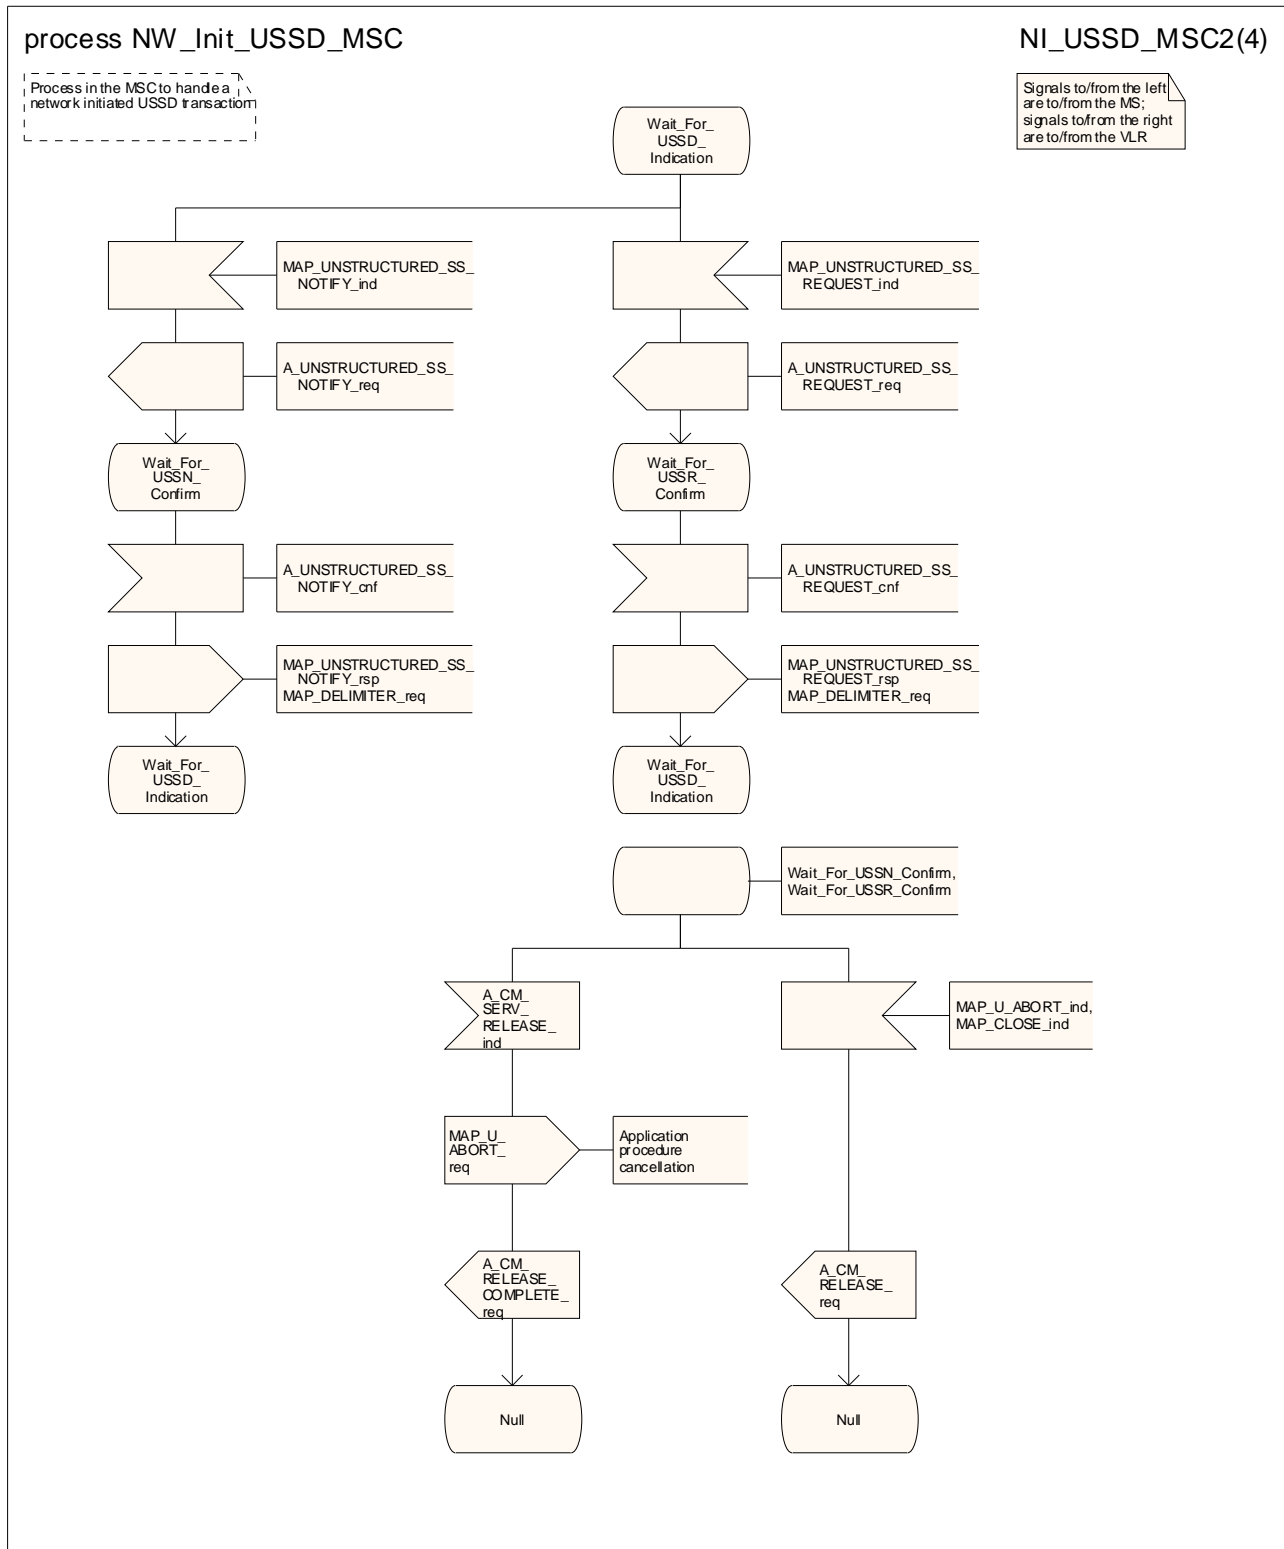 process NW_Init_USSD_MSC
NI_USSD_MSC2(4)
Process in the MSC to handle a
network initiated USSD transaction
Signals to/from the left
are to/from the MS;
signals to/from the right
are to/from the VLR
Wait_For_
USSD_
Indication
MAP_UNSTRUCTURED_SS_
NOTIFY_ind
MAP_UNSTRUCTURED_SS_
REQUEST_ind
A_UNSTRUCTURED_SS_
NOTIFY_req
A_UNSTRUCTURED_SS_
REQUEST_req
Wait_For_
USSN_
Confirm
Wait_For_
USSR_
Confirm
A_UNSTRUCTURED_SS_
NOTIFY_cnf
A_UNSTRUCTURED_SS_
REQUEST_cnf
MAP_UNSTRUCTURED_SS_
NOTIFY_rsp
MAP_DELIMITER_req
MAP_UNSTRUCTURED_SS_
REQUEST_rsp
MAP_DELIMITER_req
Wait_For_
USSD_
Indication
Wait_For_
USSD_
Indication
Wait_For_USSN_Confirm,
Wait_For_USSR_Confirm
A_CM_
SERV_
RELEASE_
ind
MAP_U_ABORT_ind,
MAP_CLOSE_ind
MAP_U_
ABORT_
req
Application
procedure
cancellation
A_CM_
RELEASE_
COMPLETE_
req
A_CM_
RELEASE_
req
Null
Null